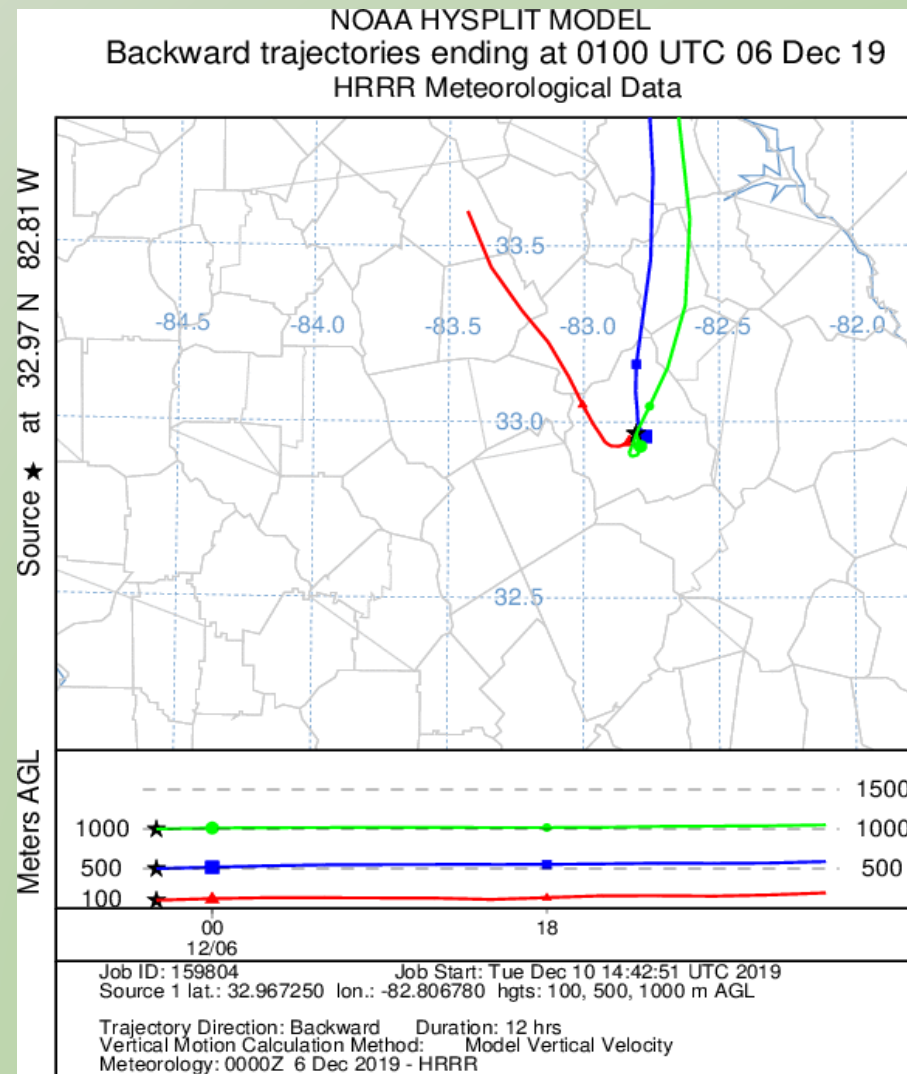 NOAA HYSPLIT MODEL
Backward trajectories ending at 0100 UTC 06 Dec 19
HRRR Meteorological Data
Source ★ at 32.97 N 82.81 W
33.5
-84.5 -84.0 -83.5 -83.0 -82.5 -82.0
33.0
32.5
Meters AGL
1500
1000 1000
500 500
100
00 18
12/06
Job ID: 159804 Job Start: Tue Dec 10 14:42:51 UTC 2019
Source 1 lat.: 32.967250 lon.: -82.806780 hgts: 100, 500, 1000 m AGL
Trajectory Direction: Backward Duration: 12 hrs
Vertical Motion Calculation Method: Model Vertical Velocity
Meteorology: 0000Z 6 Dec 2019 - HRRR